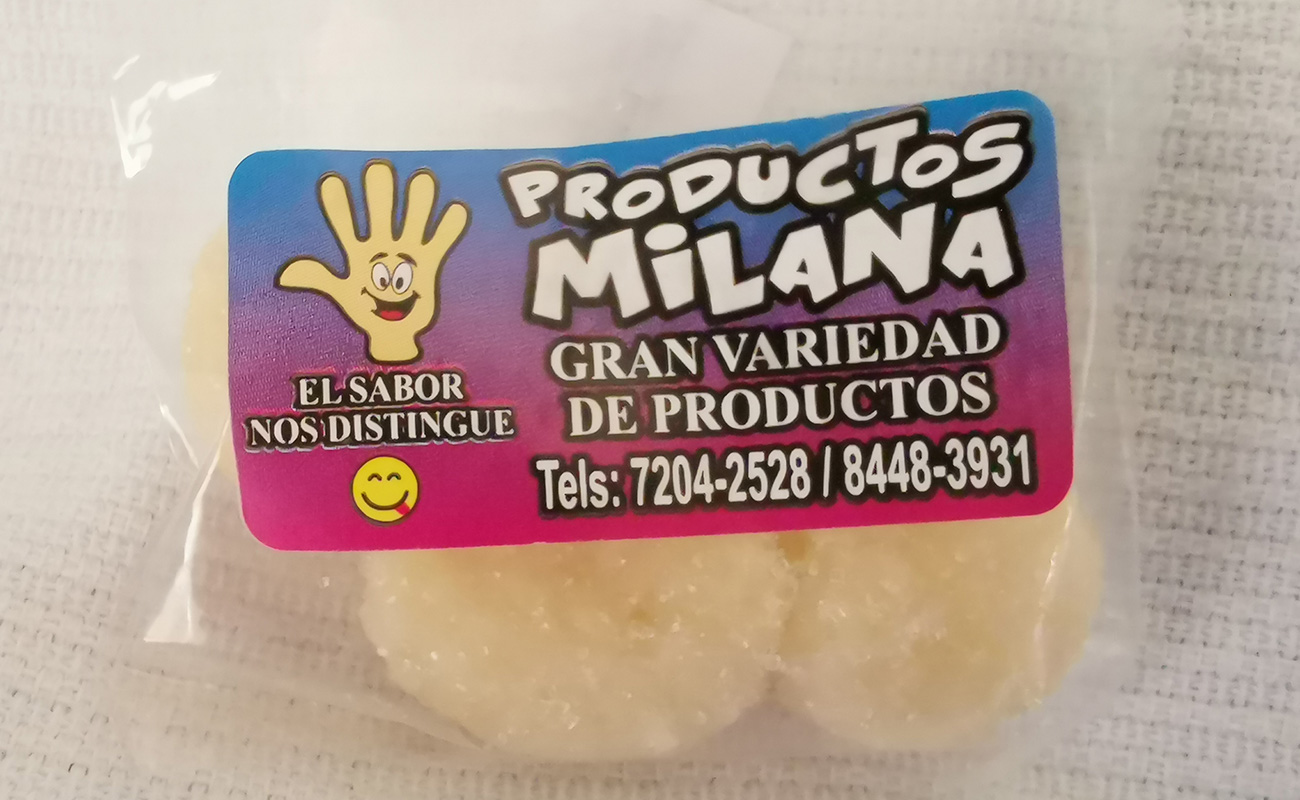 PRODUCTOS
MiLANA
GRAN VARIEDAD
DE PRODUCTOS
Tels: 7204-2528 / 8448-3931
EL SABOR
NOS DISTINGUE